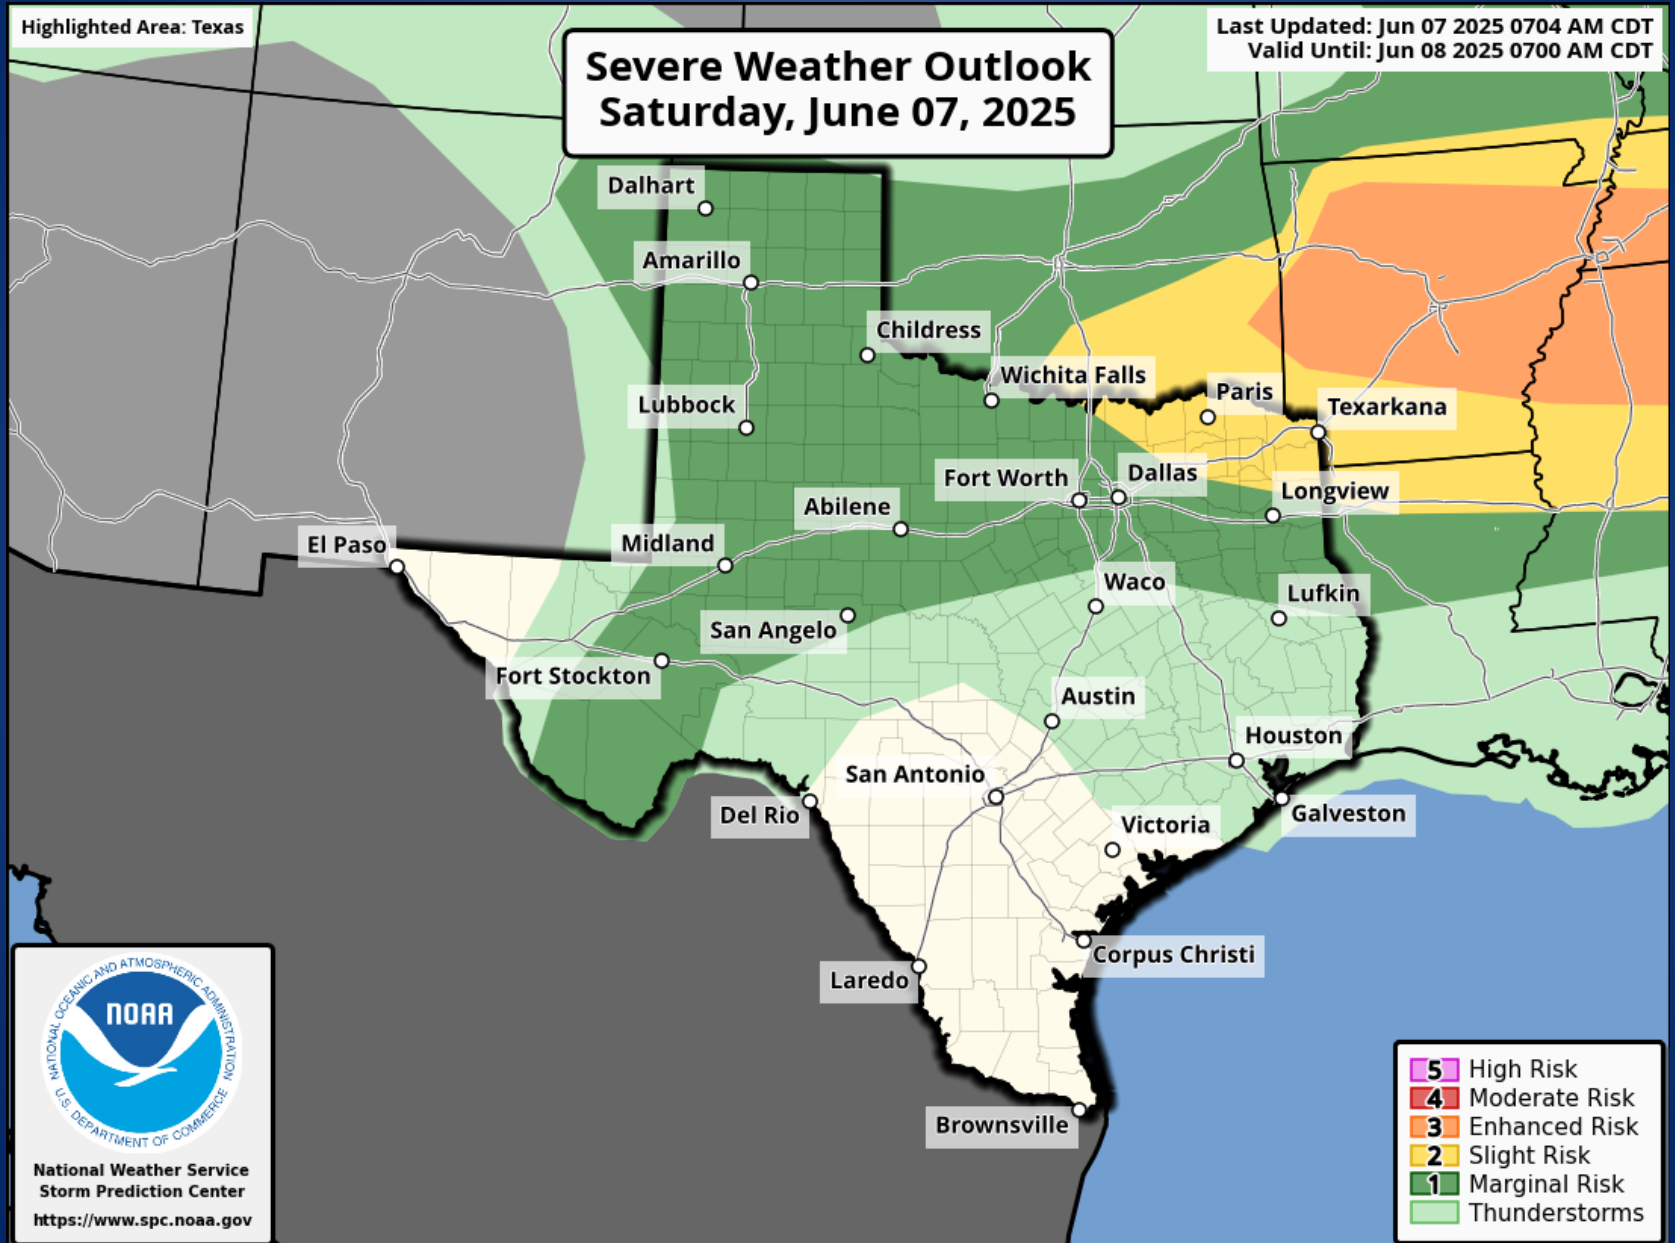 Highlighted Area: Texas
Severe Weather Outlook
Saturday, June 07, 2025
Last Updated: Jun 07 2025 0704 AM CDT
Valid Until: Jun 08 2025 0700 AM CDT
Dalhart
Amarillo
Childress
Wichita Falls
Paris
Lubbock
Texarkana
Fort Worth
Dallas
Longview
Abilene
El Paso
Midland
Waco
Lufkin
San Angelo
Fort Stockton
Austin
Houston
San Antonio
Del Rio
Galveston
Victoria
Corpus Christi
Laredo
Brownsville
NATIONAL OCEANIC AND ATMOSPHERIC ADMINISTRATION
NOAA
U.S. DEPARTMENT OF COMMERCE
National Weather Service
Storm Prediction Center
https://www.spc.noaa.gov
5 High Risk
4 Moderate Risk
3 Enhanced Risk
2 Slight Risk
1 Marginal Risk
Thunderstorms